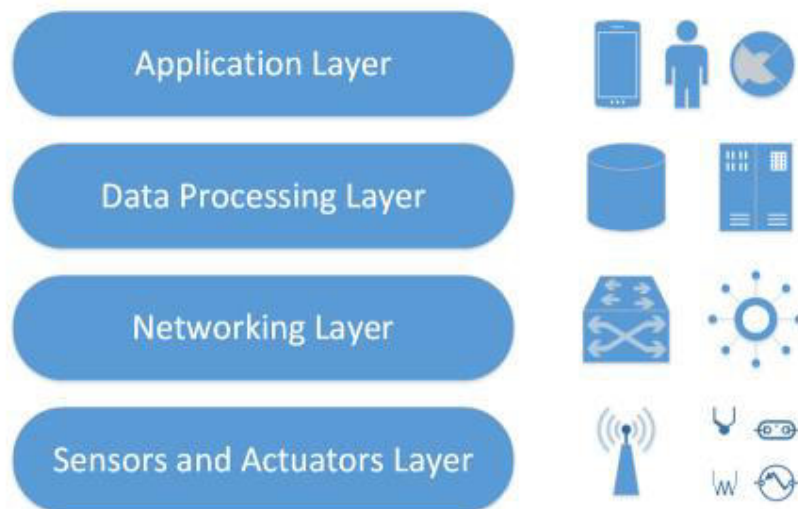 Application Layer
Data Processing Layer
Networking Layer
Sensors and Actuators Layer